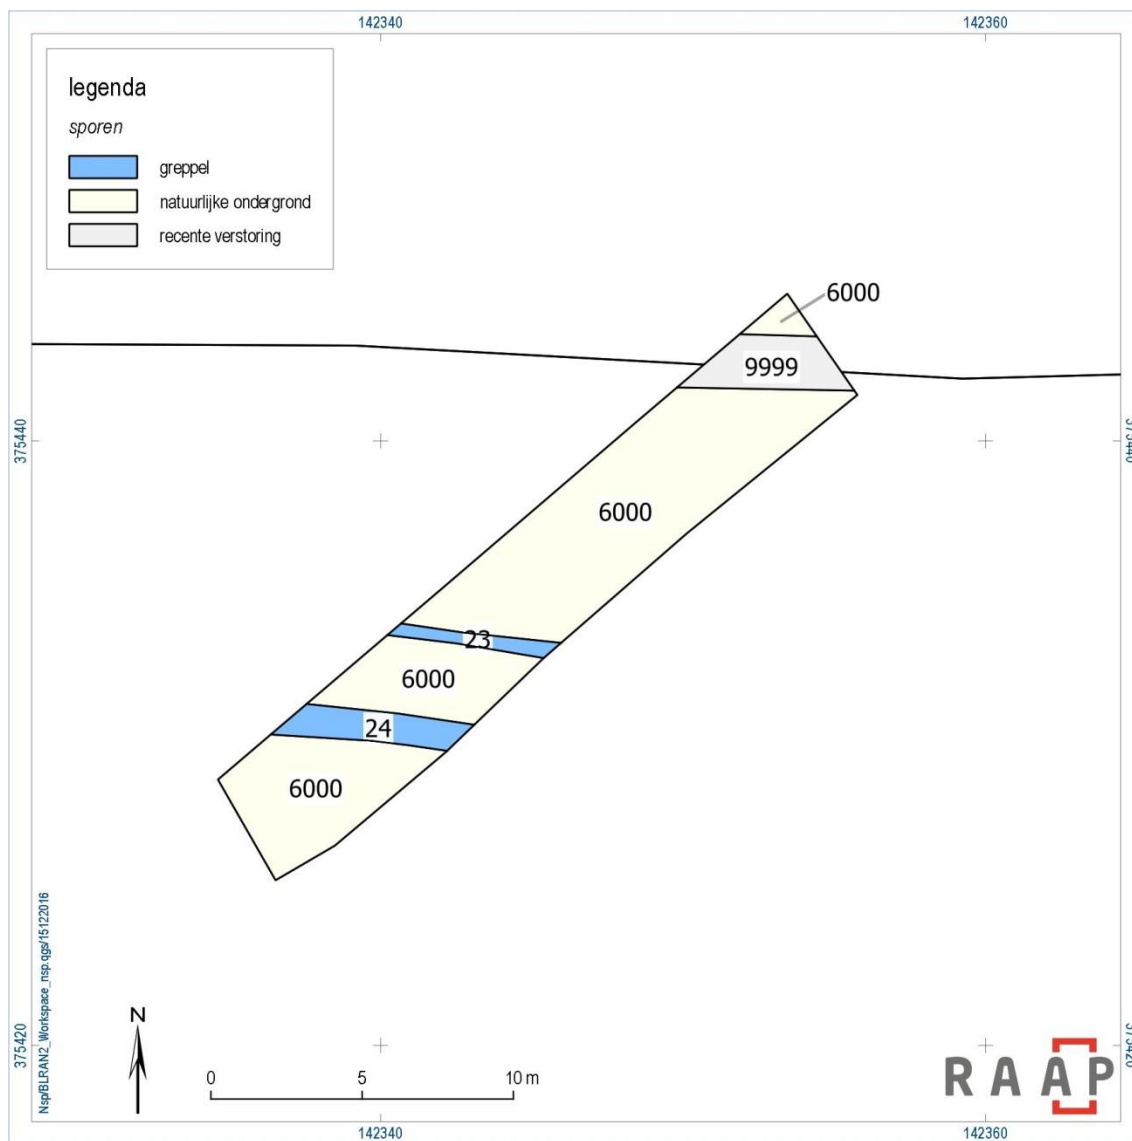 142340 142360
legenda
sporen
greppel
natuurlijke ondergrond
recente verstoring
6000
9999
375440 375440
6000
23
6000
24
6000
Nsp/BLRAN2_Workspace_nsp.qgs/15122016
N
375420 375420
0 5 10 m
RAAP
142340 142360